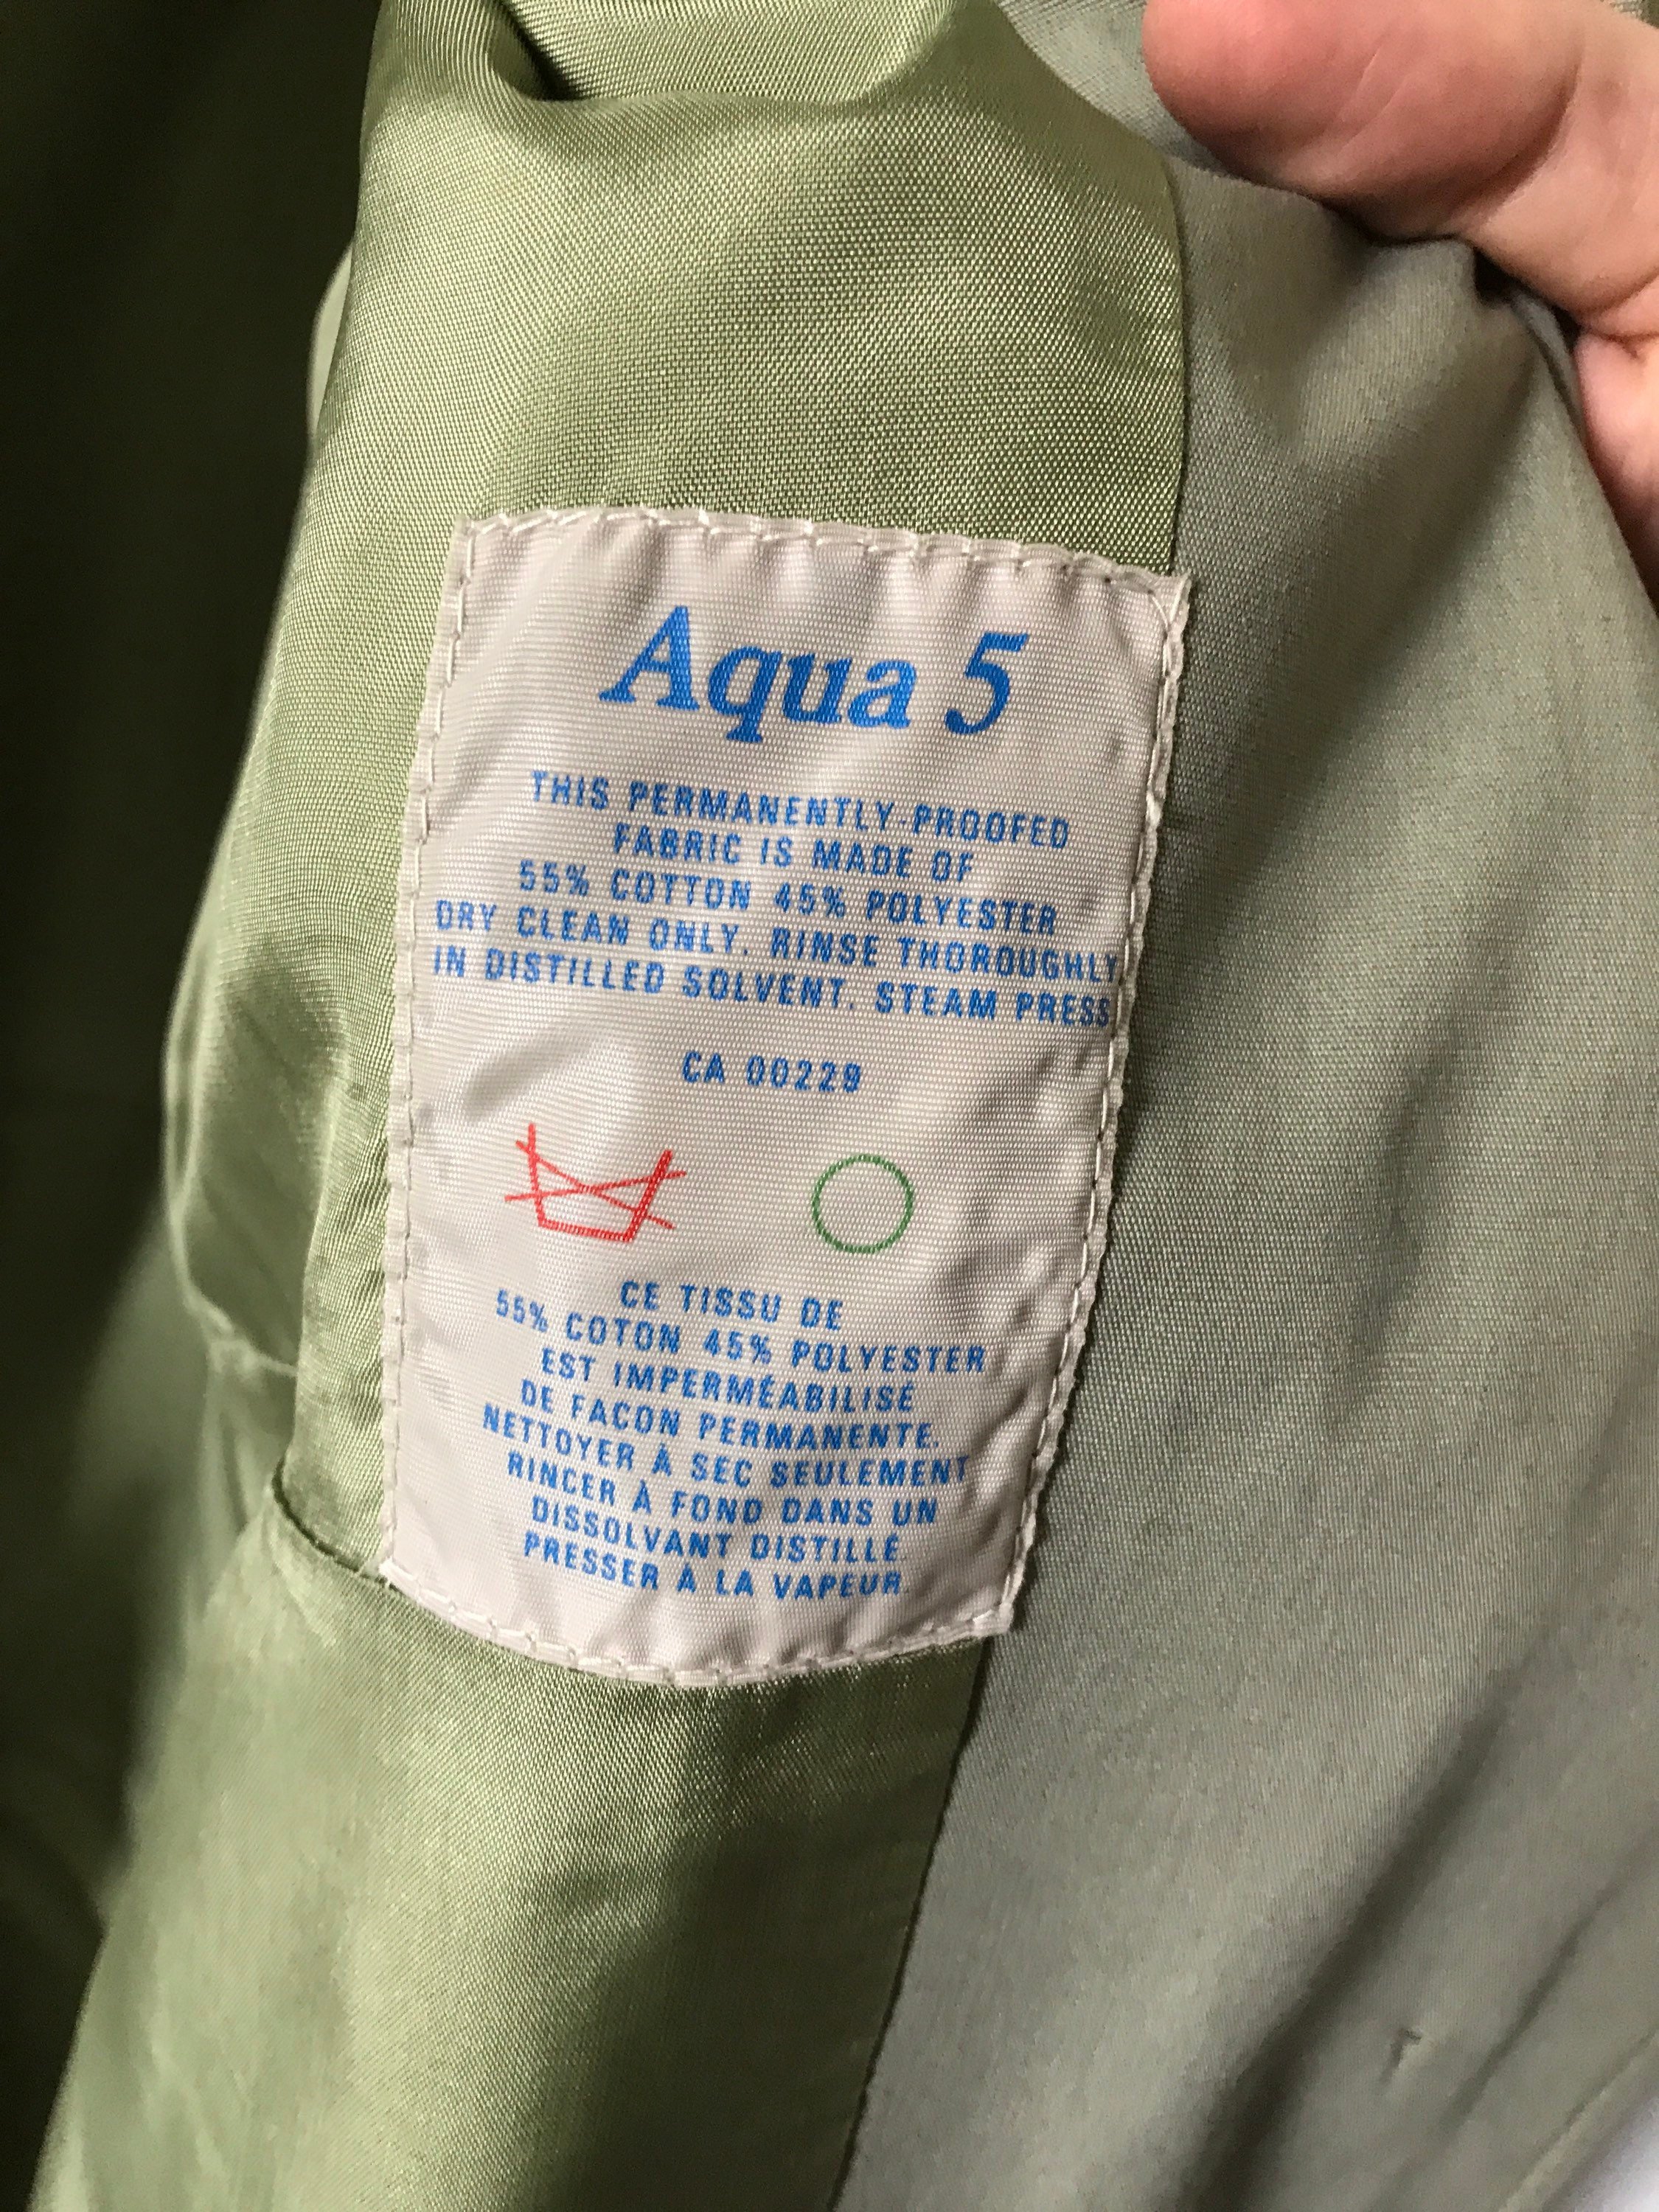 Aqua 5
THIS PERMANENTLY-PROOFED
FABRIC IS MADE OF
55% COTTON 45% POLYESTER
DRY CLEAN ONLY. RINSE THOROUGHLY
IN DISTILLED SOLVENT. STEAM PRESS
CA 00229
CE TISSU DE
55% COTON 45% POLYESTER
EST IMPERMÉABILISÉ
DE FACON PERMANENTE.
NETTOYER À SEC SEULEMENT
RINCER À FOND DANS UN
DISSOLVANT DISTILLÉ
PRESSER À LA VAPEUR